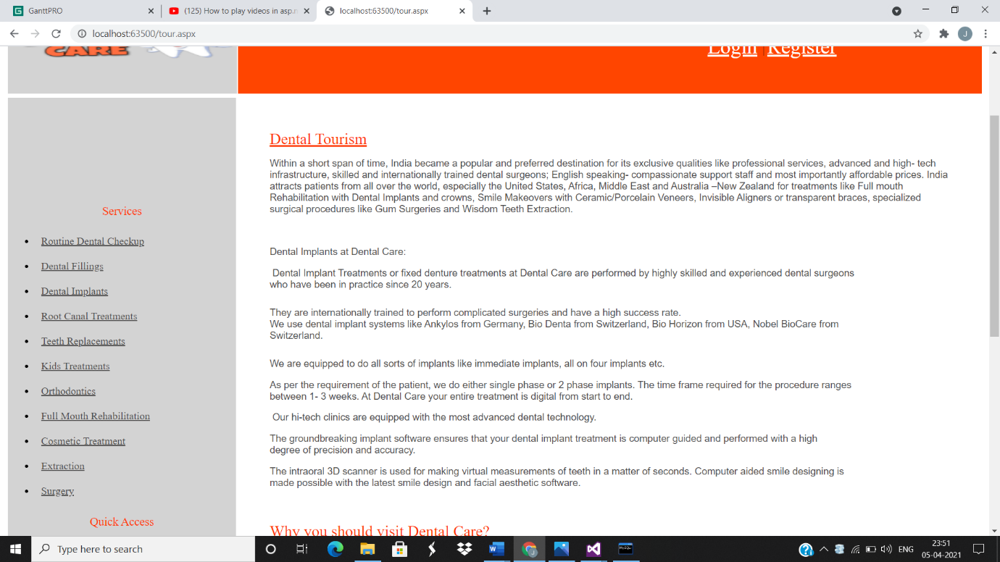 GanttPRO
(125) How to play videos in asp.n
localhost:63500/tour.aspx
localhost:63500/tour.aspx
J
CARE
Login | Register
Services
Routine Dental Checkup
Dental Fillings
Dental Implants
Root Canal Treatments
Teeth Replacements
Kids Treatments
Orthodontics
Full Mouth Rehabilitation
Cosmetic Treatment
Extraction
Surgery
Quick Access
Dental Tourism
Within a short span of time, India became a popular and preferred destination for its exclusive qualities like professional services, advanced and high- tech
infrastructure, skilled and internationally trained dental surgeons; English speaking- compassionate support staff and most importantly affordable prices. India
attracts patients from all over the world, especially the United States, Africa, Middle East and Australia –New Zealand for treatments like Full mouth
Rehabilitation with Dental Implants and crowns, Smile Makeovers with Ceramic/Porcelain Veneers, Invisible Aligners or transparent braces, specialized
surgical procedures like Gum Surgeries and Wisdom Teeth Extraction.
Dental Implants at Dental Care:
Dental Implant Treatments or fixed denture treatments at Dental Care are performed by highly skilled and experienced dental surgeons
who have been in practice since 20 years.
They are internationally trained to perform complicated surgeries and have a high success rate.
We use dental implant systems like Ankylos from Germany, Bio Denta from Switzerland, Bio Horizon from USA, Nobel BioCare from
Switzerland.
We are equipped to do all sorts of implants like immediate implants, all on four implants etc.
As per the requirement of the patient, we do either single phase or 2 phase implants. The time frame required for the procedure ranges
between 1- 3 weeks. At Dental Care your entire treatment is digital from start to end.
Our hi-tech clinics are equipped with the most advanced dental technology.
The groundbreaking implant software ensures that your dental implant treatment is computer guided and performed with a high
degree of precision and accuracy.
The intraoral 3D scanner is used for making virtual measurements of teeth in a matter of seconds. Computer aided smile designing is
made possible with the latest smile design and facial aesthetic software.
Why you should visit Dental Care?
Type here to search
ENG
23:51
05-04-2021